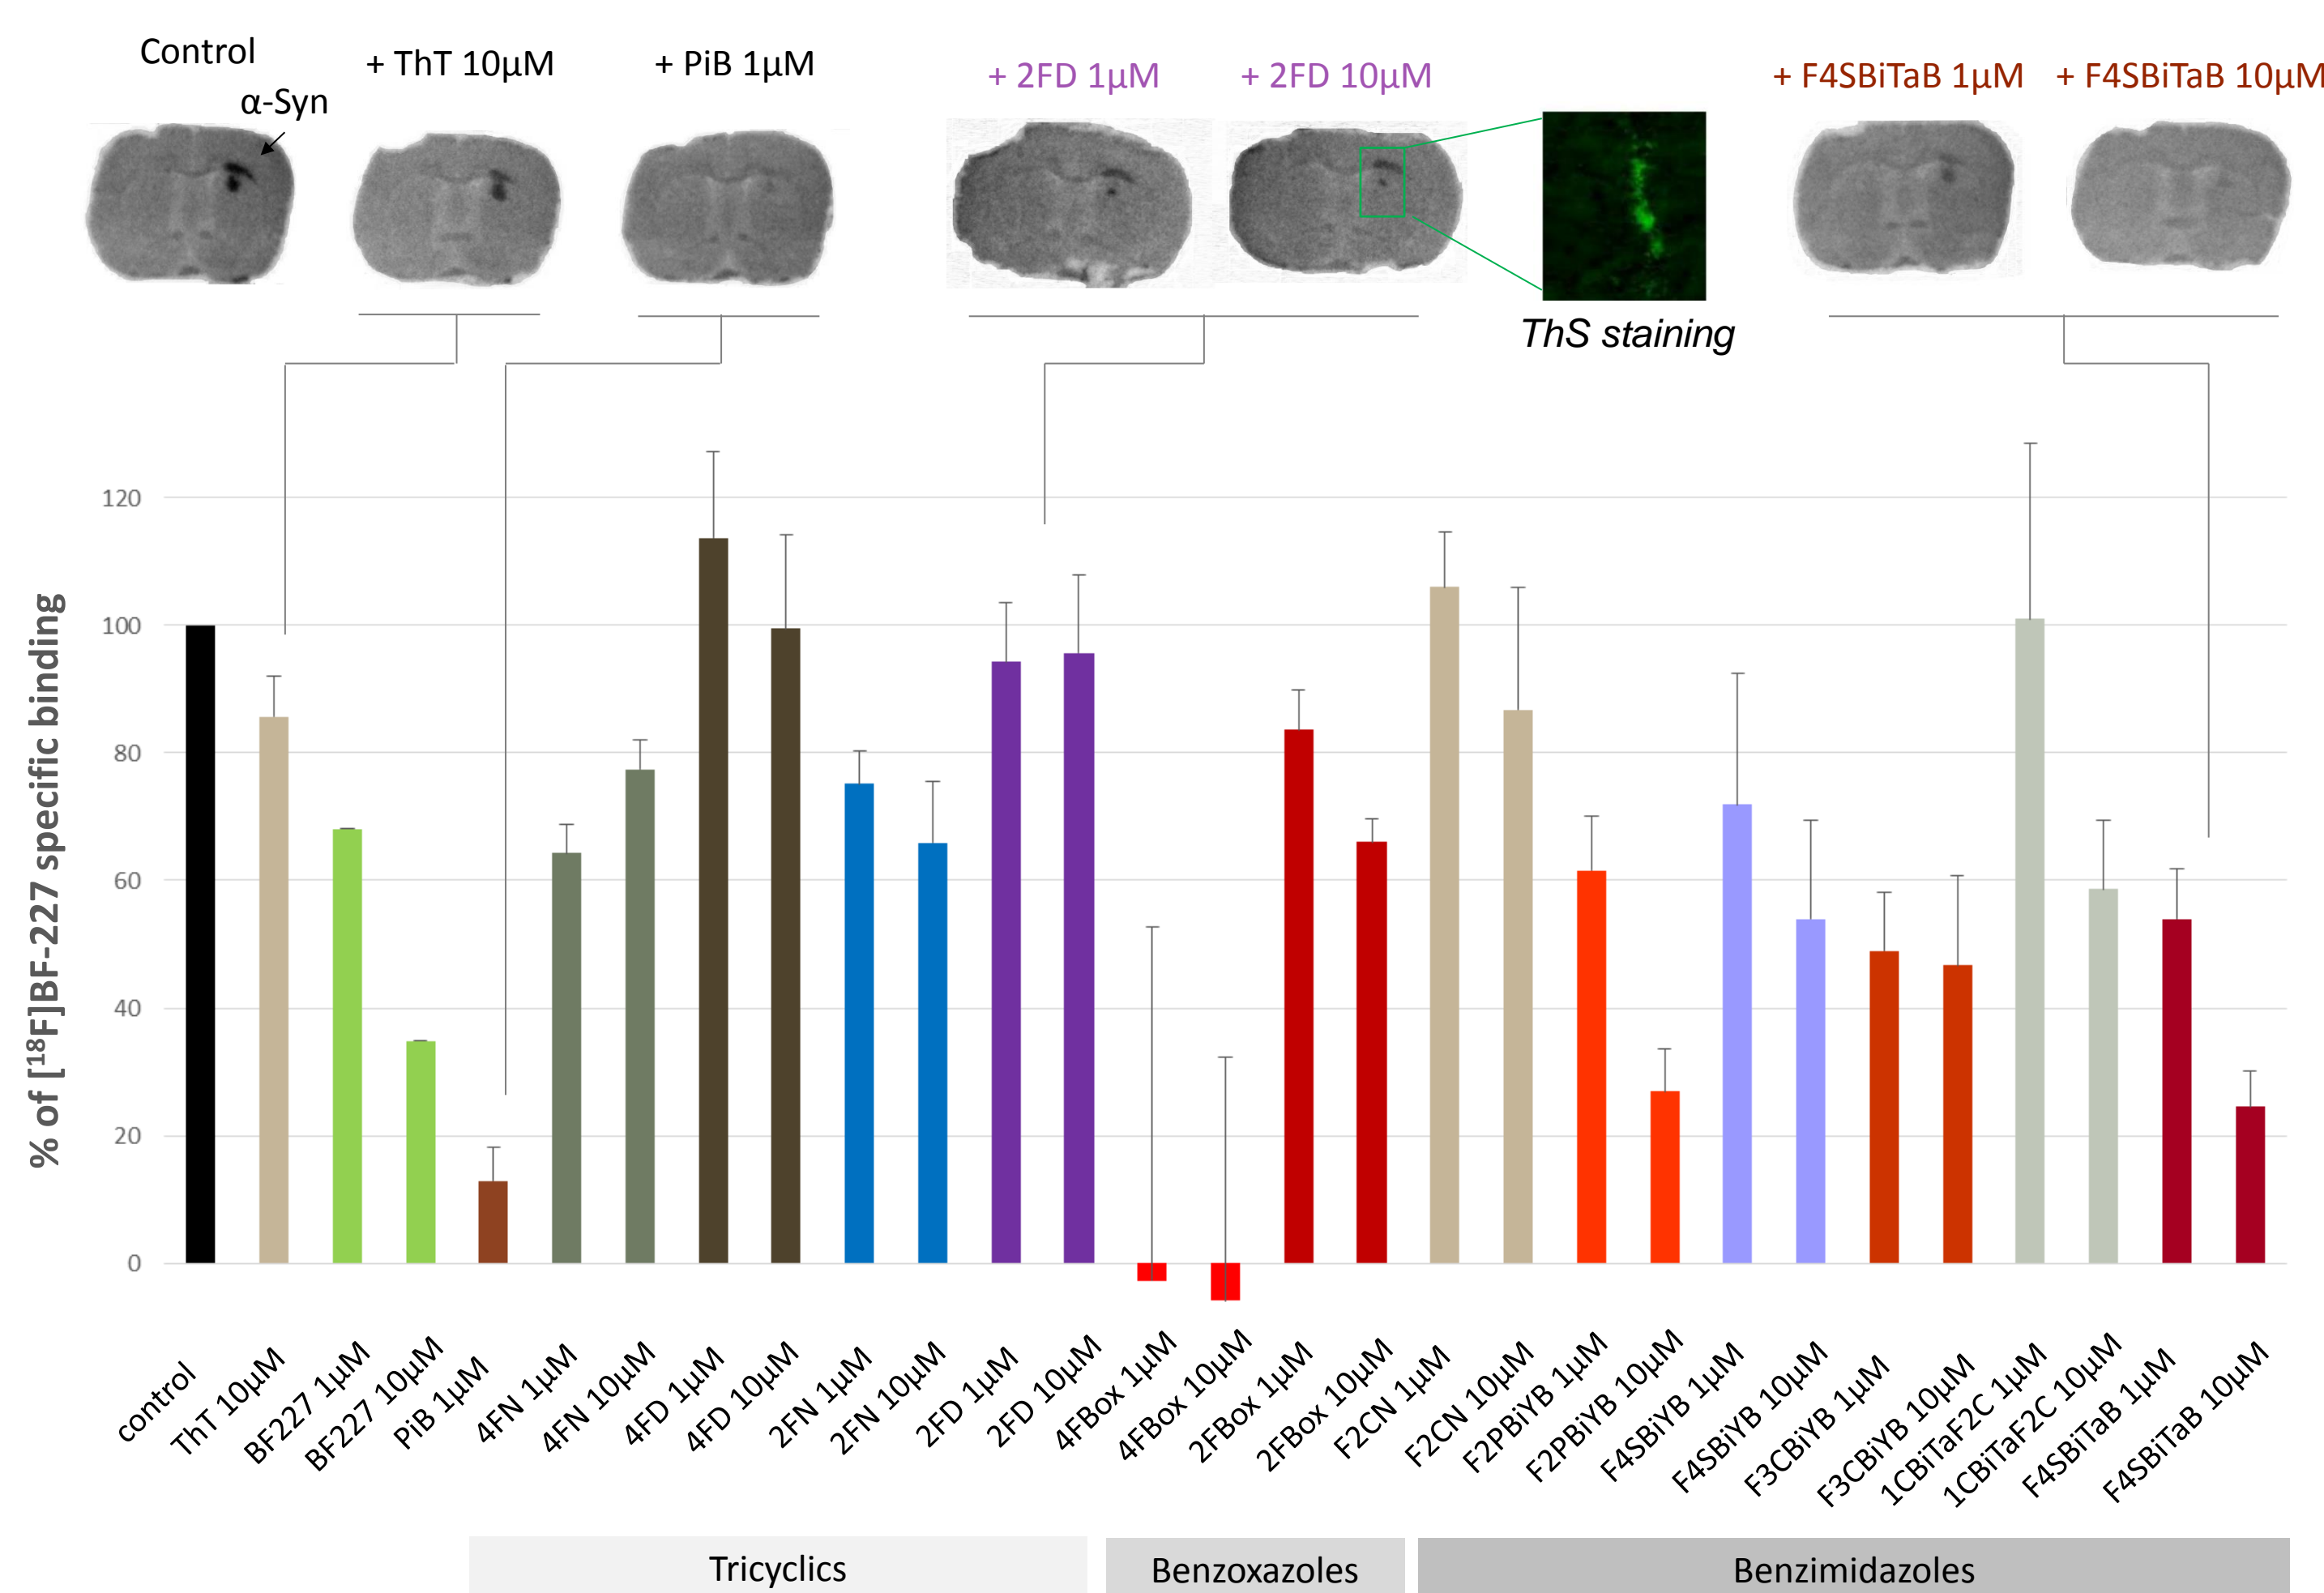 Control
+ ThT 10µM
+ PiB 1µM
+ 2FD 1µM
+ 2FD 10µM
+ F4SBiTaB 1µM
+ F4SBiTaB 10µM
α-Syn
ThS staining
% of [¹⁸F]BF-227 specific binding
120
100
80
60
40
20
0
control
ThT 10µM
BF227 1µM
BF227 10µM
PiB 1µM
4FN 1µM
4FN 10µM
4FD 1µM
4FD 10µM
2FN 1µM
2FN 10µM
2FD 1µM
2FD 10µM
4FBox 1µM
4FBox 10µM
2FBox 1µM
2FBox 10µM
F2CN 1µM
F2CN 10µM
F2PBiYB 1µM
F2PBiYB 10µM
F4SBiYB 1µM
F4SBiYB 10µM
F3CBiYB 1µM
F3CBiYB 10µM
1CBiTaF2C 1µM
1CBiTaF2C 10µM
F4SBiTaB 1µM
F4SBiTaB 10µM
Tricyclics
Benzoxazoles
Benzimidazoles